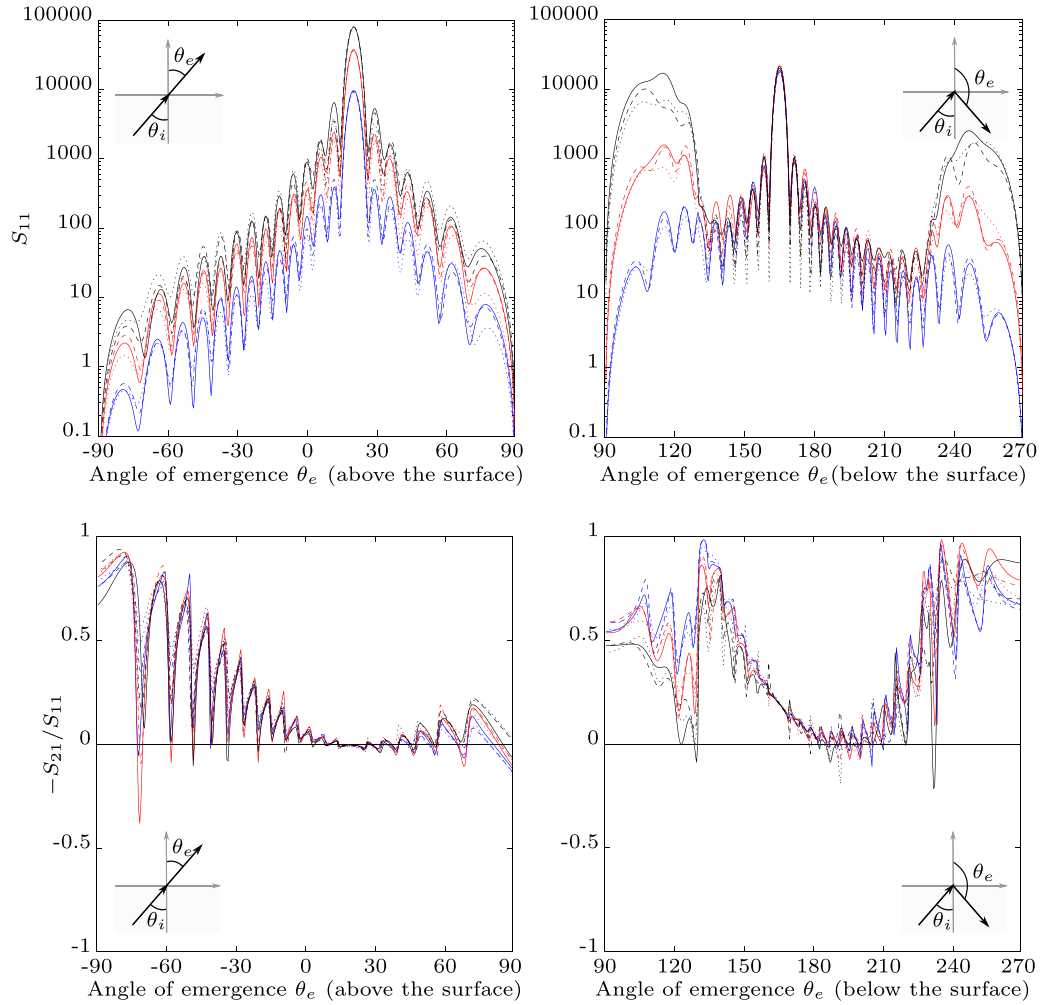 100000
10000
1000
100
10
1
0.1
S₁₁
θₑ
θᵢ
-90 -60 -30 0 30 60 90
Angle of emergence θₑ (above the surface)
100000
10000
1000
100
10
1
0.1
θₑ
θᵢ
90 120 150 180 210 240 270
Angle of emergence θₑ(below the surface)
1
0.5
0
-0.5
-1
−S₂₁/S₁₁
θₑ
θᵢ
-90 -60 -30 0 30 60 90
Angle of emergence θₑ (above the surface)
1
0.5
0
-0.5
-1
θₑ
θᵢ
90 120 150 180 210 240 270
Angle of emergence θₑ (below the surface)